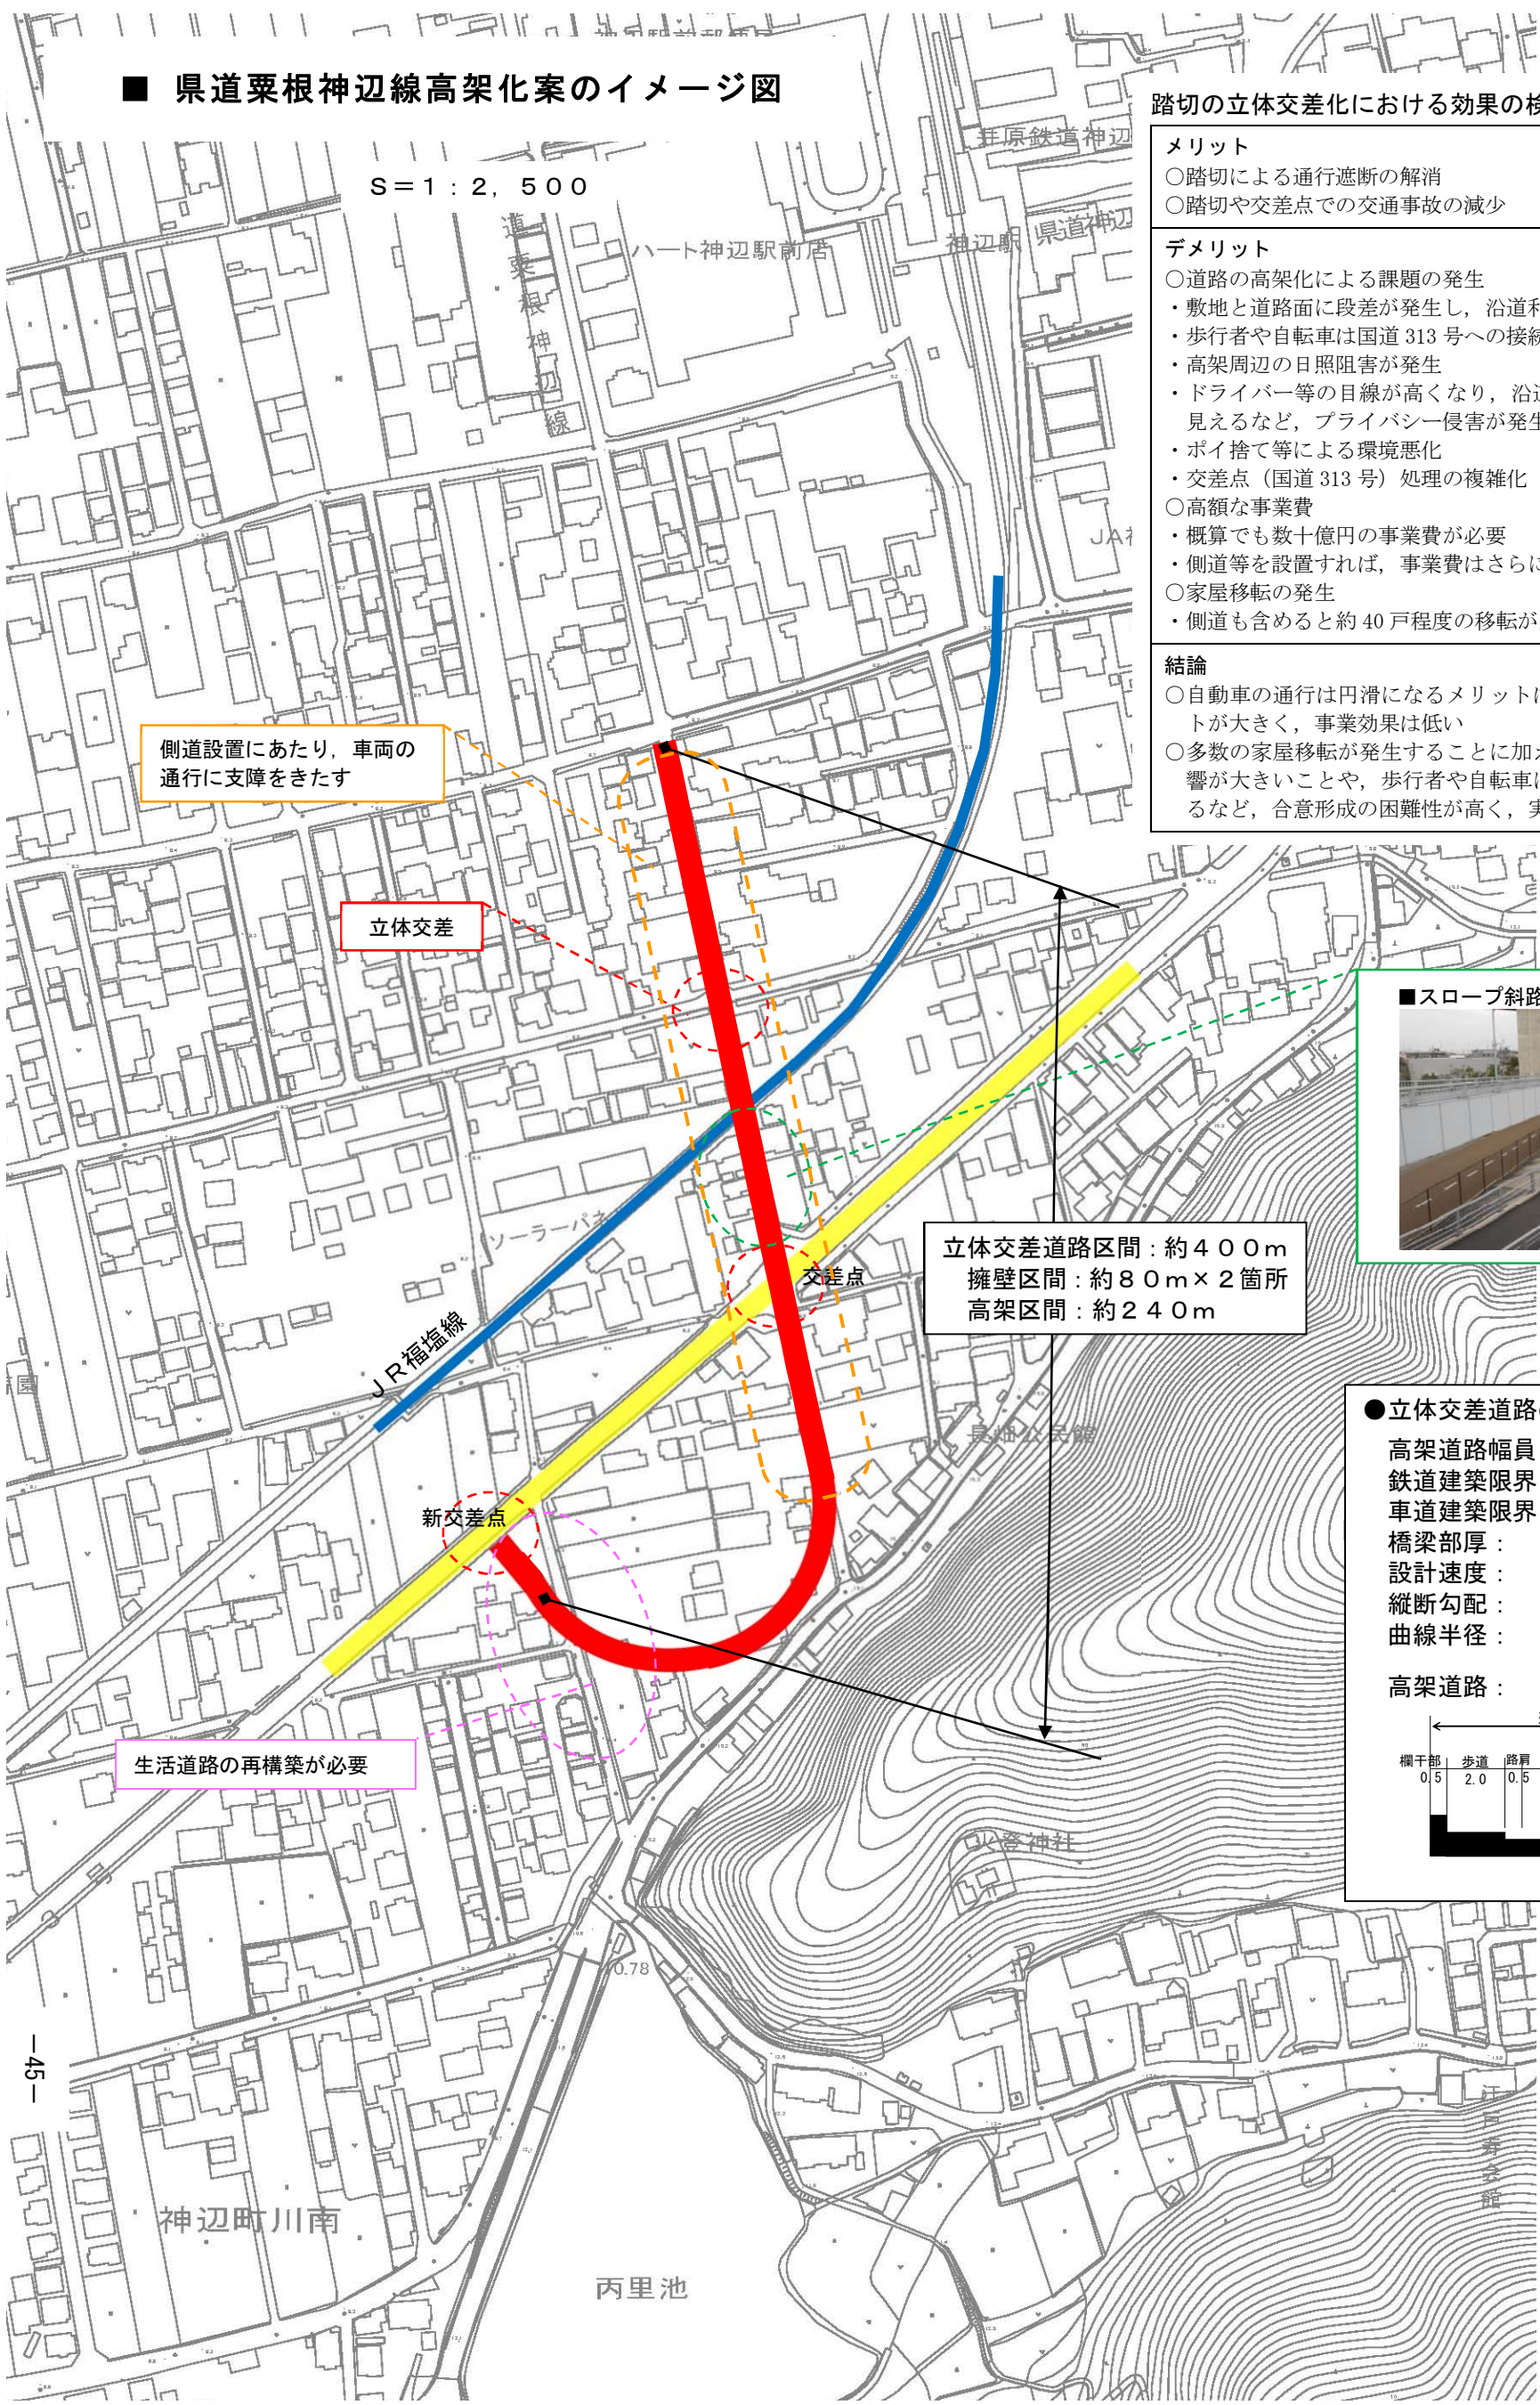 ■ 県道粟根神辺線高架化案のイメージ図
S＝1：2，500
井原鉄道神辺
道粟根神辺線
ハート神辺駅前店
神辺駅
県道神辺
踏切の立体交差化における効果の検
メリット
○踏切による通行遮断の解消
○踏切や交差点での交通事故の減少
デメリット
○道路の高架化による課題の発生
・敷地と道路面に段差が発生し，沿道利
・歩行者や自転車は国道 313 号への接続
・高架周辺の日照阻害が発生
・ドライバー等の目線が高くなり，沿道
見えるなど，プライバシー侵害が発生
・ポイ捨て等による環境悪化
・交差点（国道 313 号）処理の複雑化
○高額な事業費
・概算でも数十億円の事業費が必要
・側道等を設置すれば，事業費はさらに
○家屋移転の発生
・側道も含めると約 40 戸程度の移転が
結論
○自動車の通行は円滑になるメリットは
トが大きく，事業効果は低い
○多数の家屋移転が発生することに加え
響が大きいことや，歩行者や自転車に
るなど，合意形成の困難性が高く，実
側道設置にあたり，車両の
通行に支障をきたす
立体交差
■スロープ斜路
ソーラーパネ
交差点
立体交差道路区間：約４００ｍ
擁壁区間：約８０ｍ×２箇所
高架区間：約２４０ｍ
ＪＲ福塩線
新交差点
●立体交差道路
高架道路幅員
鉄道建築限界
車道建築限界
橋梁部厚：
設計速度：
縦断勾配：
曲線半径：
高架道路：
欄干部 歩道 路肩
0.5 2.0 0.5
生活道路の再構築が必要
神辺町川南
丙里池
―45―